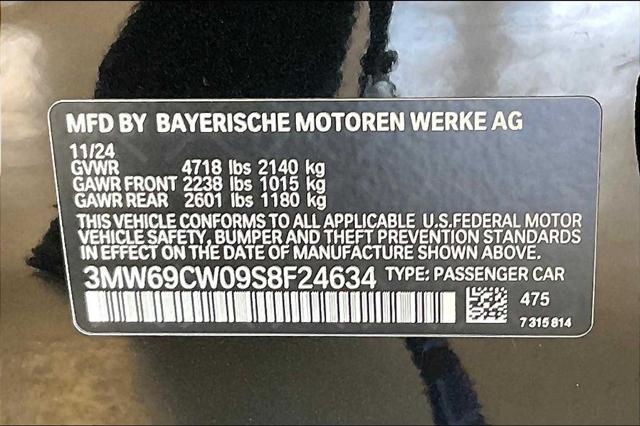 MFD BY BAYERISCHE MOTOREN WERKE AG
11/24
GVWR 4718 lbs 2140 kg
GAWR FRONT 2238 lbs 1015 kg
GAWR REAR 2601 lbs 1180 kg
THIS VEHICLE CONFORMS TO ALL APPLICABLE U.S.FEDERAL MOTOR
VEHICLE SAFETY, BUMPER AND THEFT PREVENTION STANDARDS
IN EFFECT ON THE DATE OF MANUFACTURE SHOWN ABOVE.
3MW69CW09S8F24634 TYPE: PASSENGER CAR
475
7 315 814